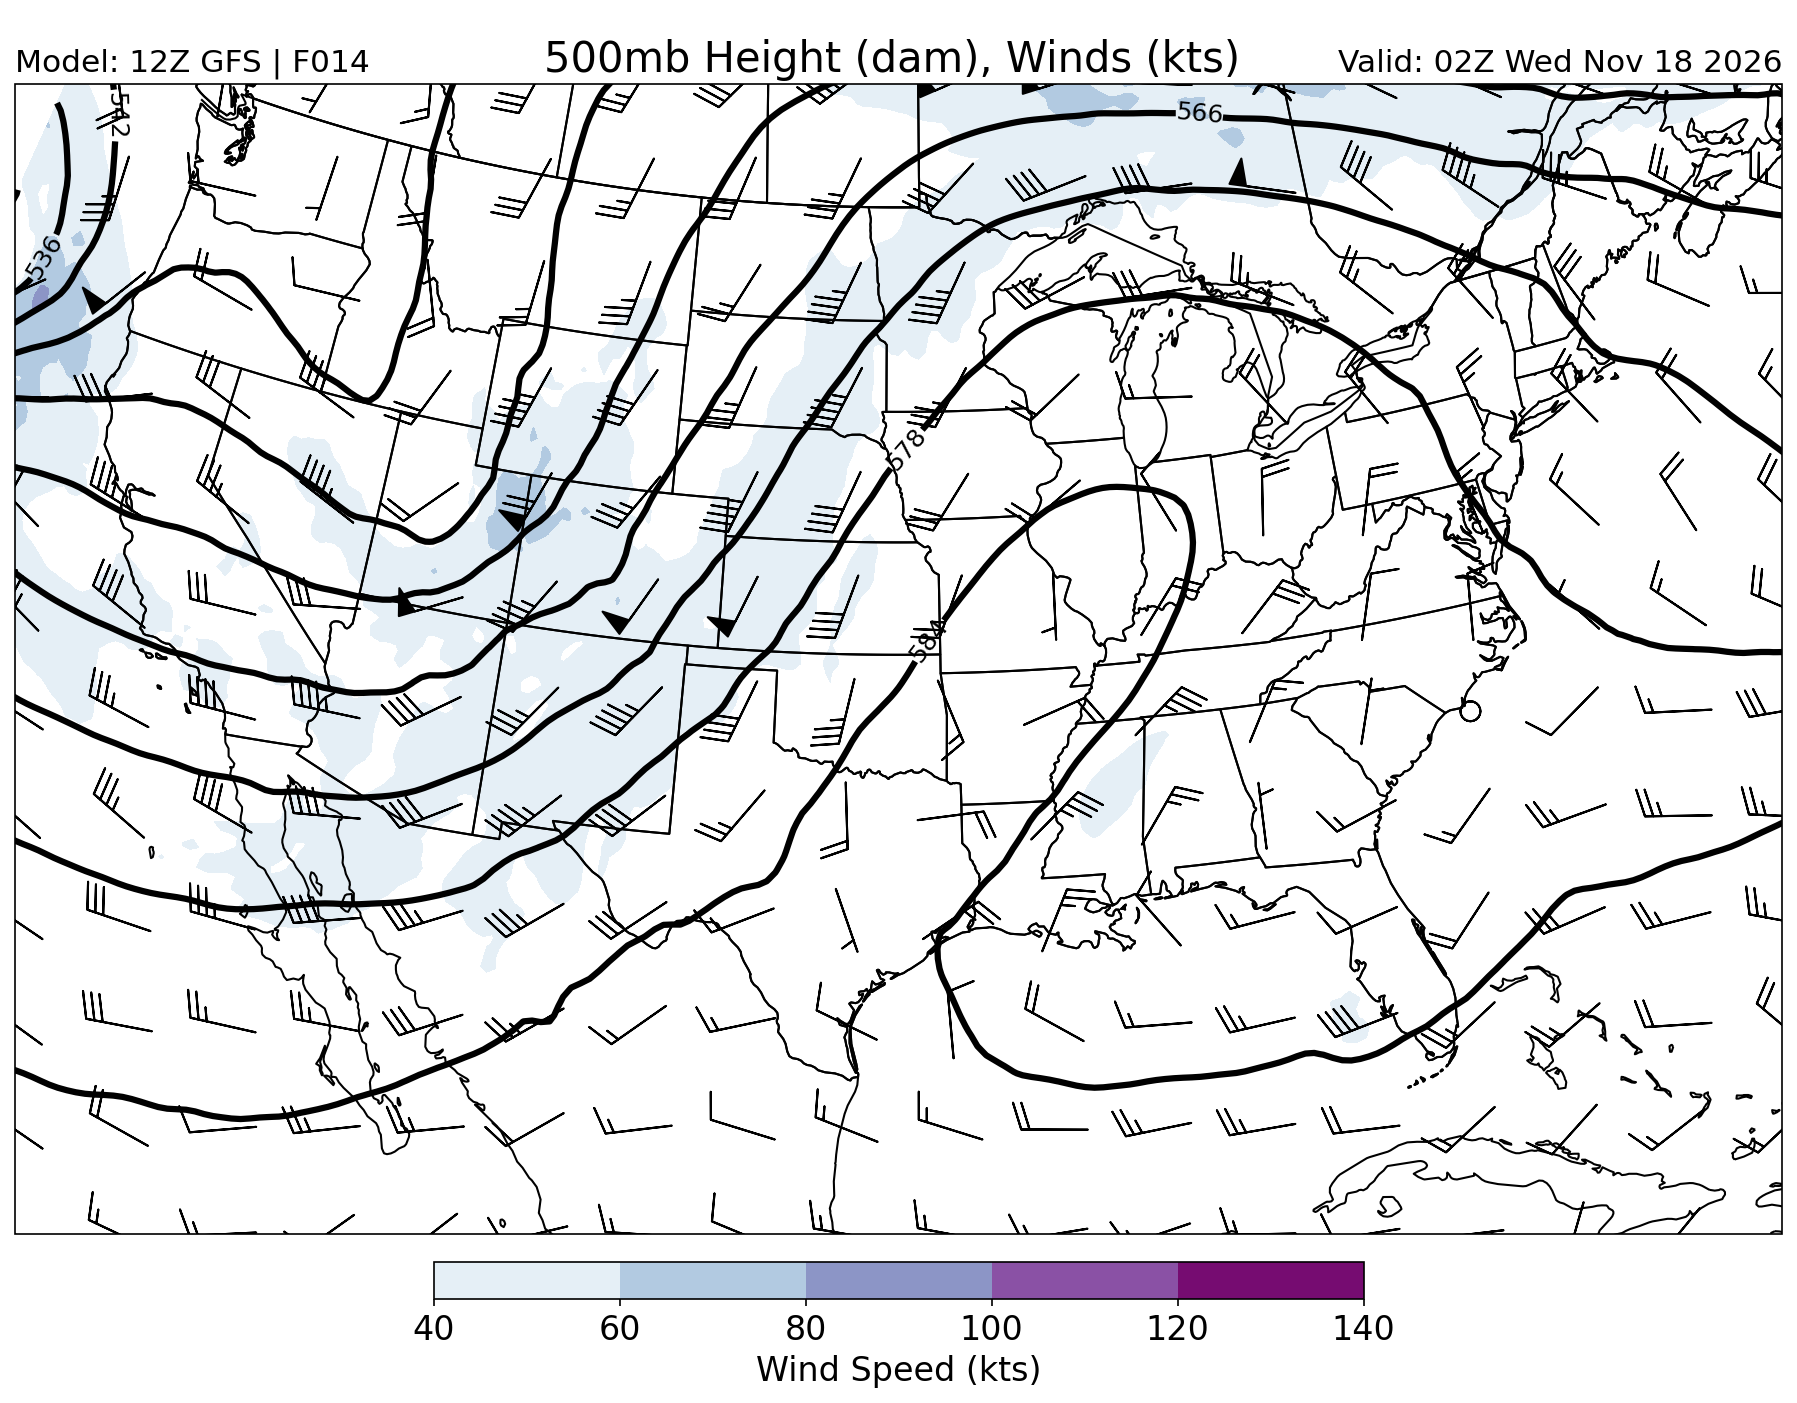 Model: 12Z GFS | F014
500mb Height (dam), Winds (kts)
Valid: 02Z Wed Nov 18 2026
542
566
536
578
584
40 60 80 100 120 140
Wind Speed (kts)